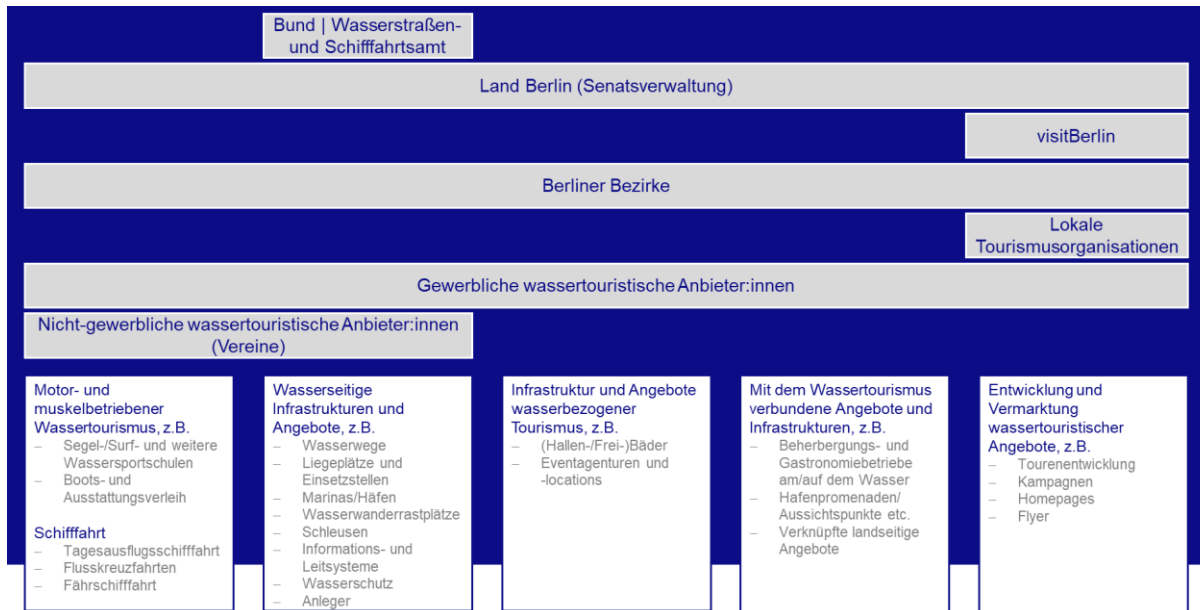 Bund | Wasserstraßen-
und Schifffahrtsamt
Land Berlin (Senatsverwaltung)
visitBerlin
Berliner Bezirke
Lokale
Tourismusorganisationen
Gewerbliche wassertouristische Anbieter:innen
Nicht-gewerbliche wassertouristische Anbieter:innen
(Vereine)
Motor- und
muskelbetriebener
Wassertourismus, z.B.
– Segel-/Surf- und weitere
Wassersportschulen
– Boots- und
Ausstattungsverleih
Schifffahrt
– Tagesausflugsschifffahrt
– Flusskreuzfahrten
– Fährschifffahrt
Wasserseitige
Infrastrukturen und
Angebote, z.B.
– Wasserwege
– Liegeplätze und
Einsetzstellen
– Marinas/Häfen
– Wasserwanderrastplätze
– Schleusen
– Informations- und
Leitsysteme
– Wasserschutz
– Anleger
Infrastruktur und Angebote
wasserbezogener
Tourismus, z.B.
– (Hallen-/Frei-)Bäder
– Eventagenturen und
-locations
Mit dem Wassertourismus
verbundene Angebote und
Infrastrukturen, z.B.
– Beherbergungs- und
Gastronomiebetriebe
am/auf dem Wasser
– Hafenpromenaden/
Aussichtspunkte etc.
– Verknüpfte landseitige
Angebote
Entwicklung und
Vermarktung
wassertouristischer
Angebote, z.B.
– Tourenentwicklung
– Kampagnen
– Homepages
– Flyer